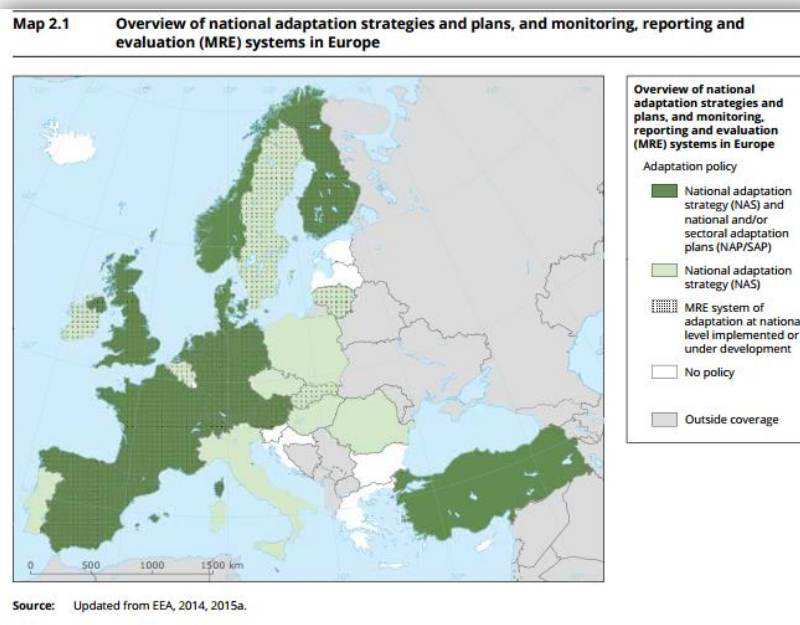 Map 2.1 Overview of national adaptation strategies and plans, and monitoring, reporting and
evaluation (MRE) systems in Europe
Overview of national
adaptation strategies and
plans, and monitoring,
reporting and evaluation
(MRE) systems in Europe
Adaptation policy
National adaptation
strategy (NAS) and
national and/or
sectoral adaptation
plans (NAP/SAP)
National adaptation
strategy (NAS)
MRE system of
adaptation at nationa
level implemented or
under development
No policy
Outside coverage
0 500 1000 1500 km
Source: Updated from EEA, 2014, 2015a.